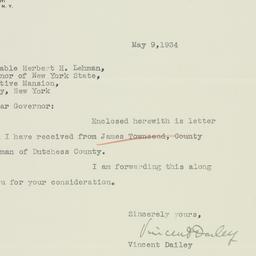 N. Y.
May 9, 1934
able Herbert H. Lehman,
nor of New York State,
tive Mansion,
y, New York
ar Governor:
Enclosed herewith is letter
I have received from James Townsend, County
man of Dutchess County.
I am forwarding this along
u for your consideration.
Sincerely yours,
Vincent Dailey
Vincent Dailey